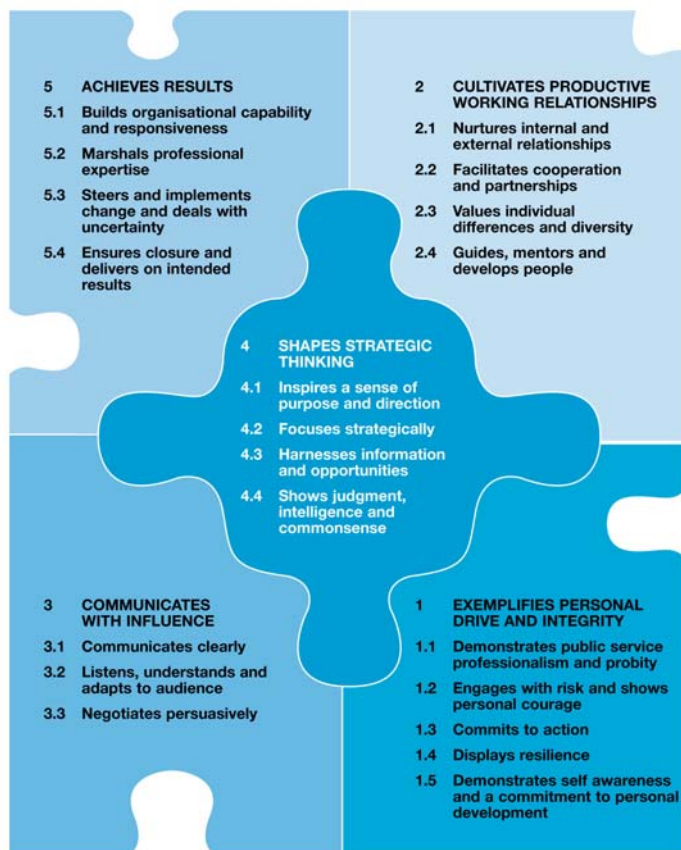 5 ACHIEVES RESULTS
5.1 Builds organisational capability
and responsiveness
5.2 Marshals professional
expertise
5.3 Steers and implements
change and deals with
uncertainty
5.4 Ensures closure and
delivers on intended
results
2 CULTIVATES PRODUCTIVE
WORKING RELATIONSHIPS
2.1 Nurtures internal and
external relationships
2.2 Facilitates cooperation
and partnerships
2.3 Values individual
differences and diversity
2.4 Guides, mentors and
develops people
4 SHAPES STRATEGIC
THINKING
4.1 Inspires a sense of
purpose and direction
4.2 Focuses strategically
4.3 Harnesses information
and opportunities
4.4 Shows judgment,
intelligence and
commonsense
3 COMMUNICATES
WITH INFLUENCE
3.1 Communicates clearly
3.2 Listens, understands and
adapts to audience
3.3 Negotiates persuasively
1 EXEMPLIFIES PERSONAL
DRIVE AND INTEGRITY
1.1 Demonstrates public service
professionalism and probity
1.2 Engages with risk and shows
personal courage
1.3 Commits to action
1.4 Displays resilience
1.5 Demonstrates self awareness
and a commitment to personal
development